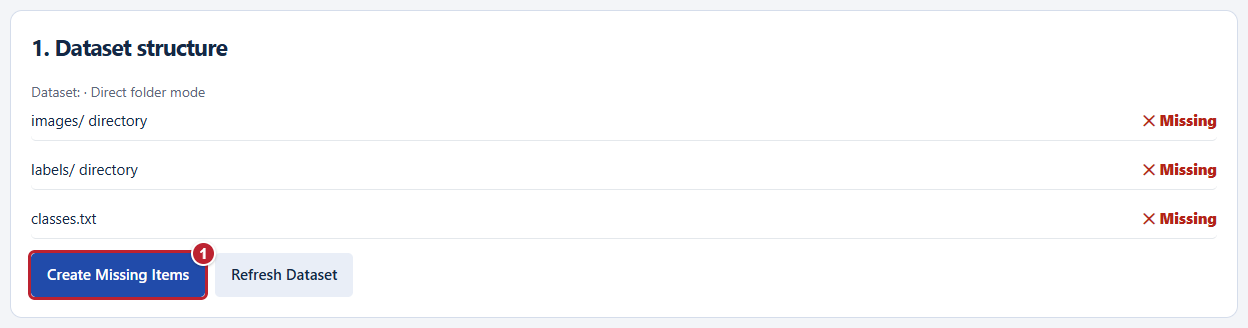 1. Dataset structure
Dataset: · Direct folder mode
images/ directory × Missing
labels/ directory × Missing
classes.txt × Missing
1
Create Missing Items Refresh Dataset